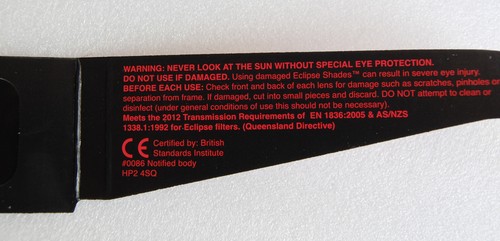 WARNING: NEVER LOOK AT THE SUN WITHOUT SPECIAL EYE PROTECTION.
DO NOT USE IF DAMAGED. Using damaged Eclipse Shades™ can result in severe eye injury.
BEFORE EACH USE: Check front and back of each lens for damage such as scratches, pinholes or
separation from frame. If damaged, cut into small pieces and discard. DO NOT attempt to clean or
disinfect (under general conditions of use this should not be necessary).
Meets the 2012 Transmission Requirements of EN 1836:2005 & AS/NZS
1338.1:1992 for Eclipse filters. (Queensland Directive)
CE Certified by: British
Standards Institute
#0086 Notified body
HP2 4SQ